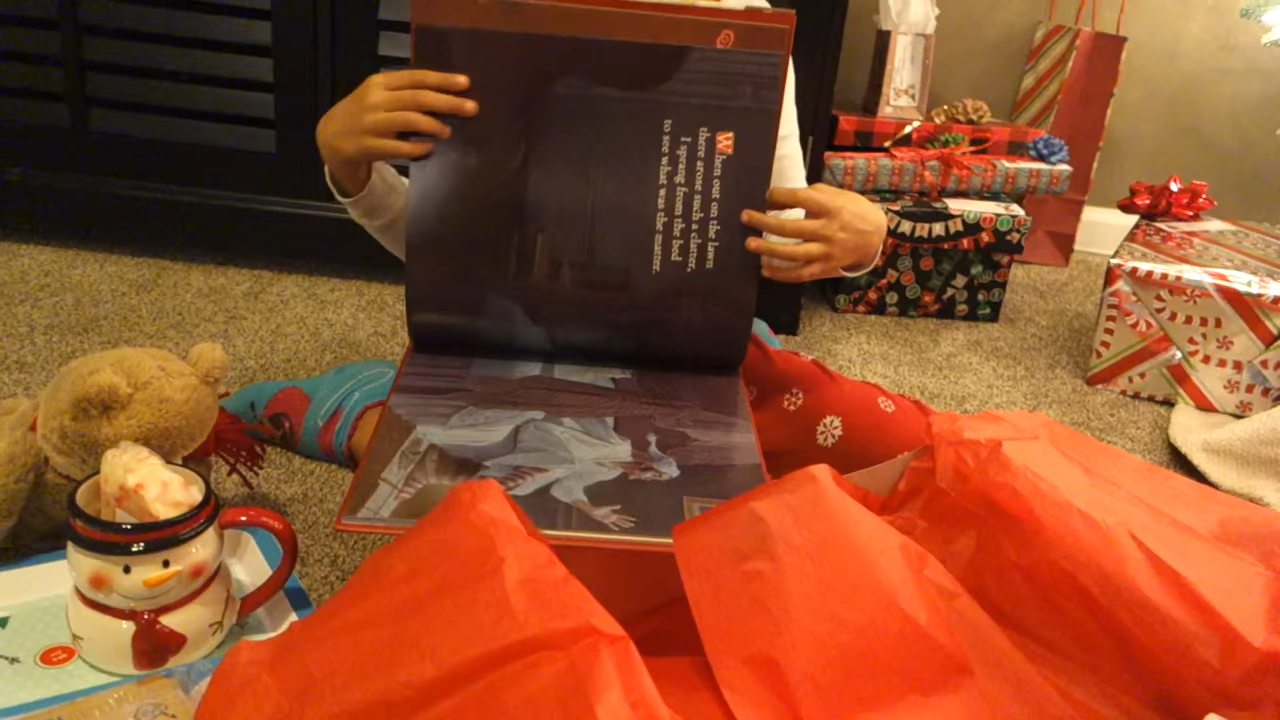 When out on the lawn
there arose such a clatter,
I sprang from the bed
to see what was the matter.